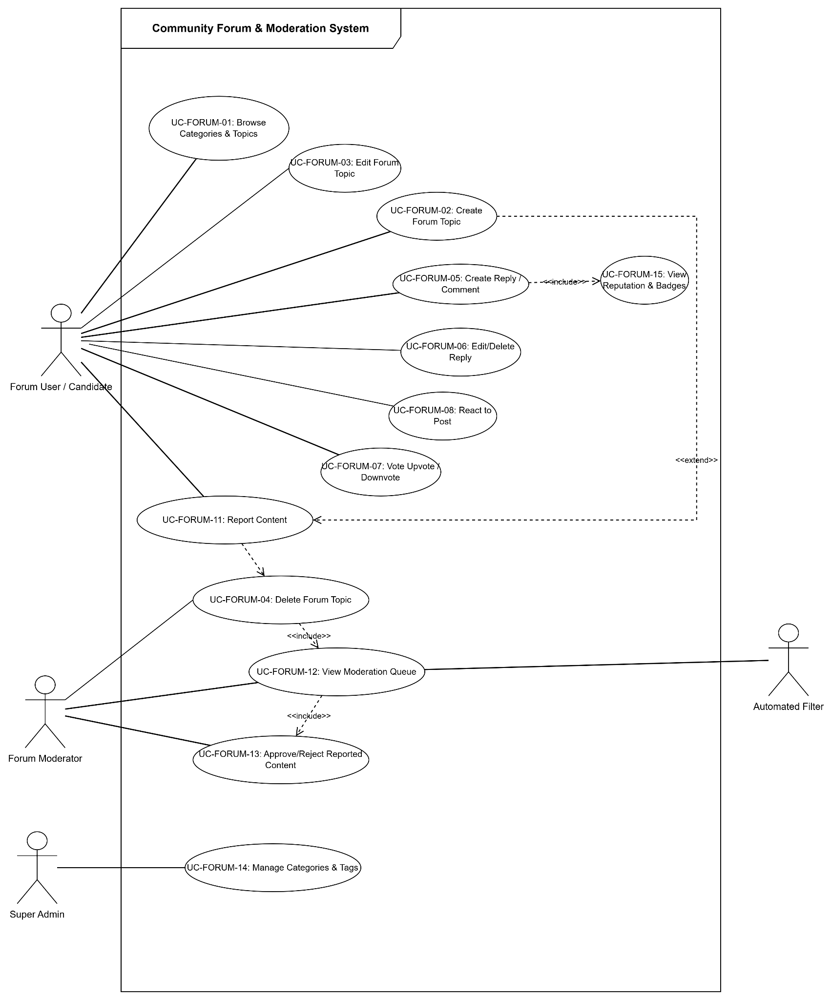 Community Forum & Moderation System
UC-FORUM-01: Browse
Categories & Topics
UC-FORUM-03: Edit Forum
Topic
UC-FORUM-02: Create
Forum Topic
UC-FORUM-05: Create Reply /
Comment
<<include>>
UC-FORUM-15: View
Reputation & Badges
UC-FORUM-06: Edit/Delete
Reply
Forum User / Candidate
UC-FORUM-08: React to
Post
UC-FORUM-07: Vote Upvote /
Downvote
<<extend>>
UC-FORUM-11: Report Content
UC-FORUM-04: Delete Forum Topic
<<include>>
UC-FORUM-12: View Moderation Queue
Automated Filter
<<include>>
Forum Moderator
UC-FORUM-13: Approve/Reject Reported
Content
UC-FORUM-14: Manage Categories & Tags
Super Admin